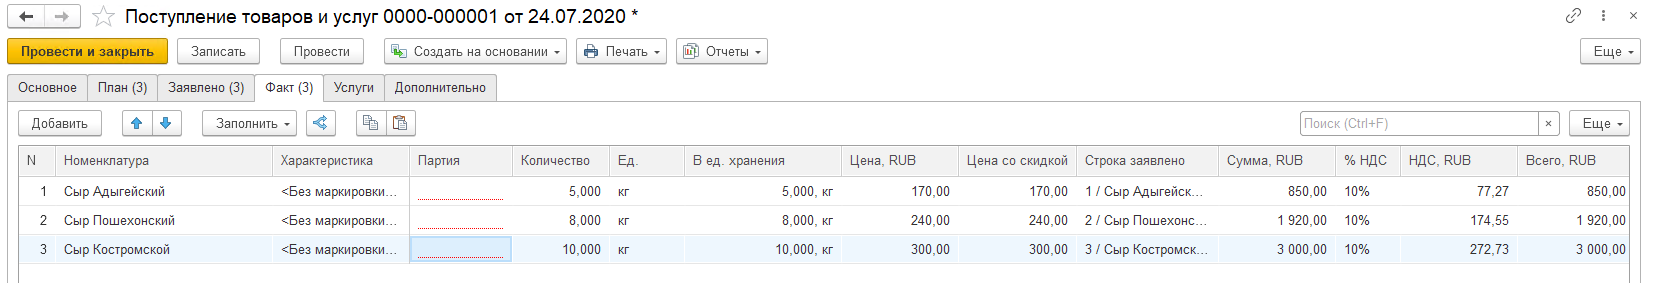 Поступление товаров и услуг 0000-000001 от 24.07.2020 *
Провести и закрыть Записать Провести Создать на основании Печать Отчеты Еще
Основное План (3) Заявлено (3) Факт (3) Услуги Дополнительно
Добавить Заполнить Поиск (Ctrl+F) × Еще
N Номенклатура Характеристика Партия Количество Ед. В ед. хранения Цена, RUB Цена со скидкой Строка заявлено Сумма, RUB % НДС НДС, RUB Всего, RUB
1 Сыр Адыгейский <Без маркировки... 5,000 кг 5,000, кг 170,00 170,00 1 / Сыр Адыгейск... 850,00 10% 77,27 850,00
2 Сыр Пошехонский <Без маркировки... 8,000 кг 8,000, кг 240,00 240,00 2 / Сыр Пошехонс... 1 920,00 10% 174,55 1 920,00
3 Сыр Костромской <Без маркировки... 10,000 кг 10,000, кг 300,00 300,00 3 / Сыр Костромск... 3 000,00 10% 272,73 3 000,00